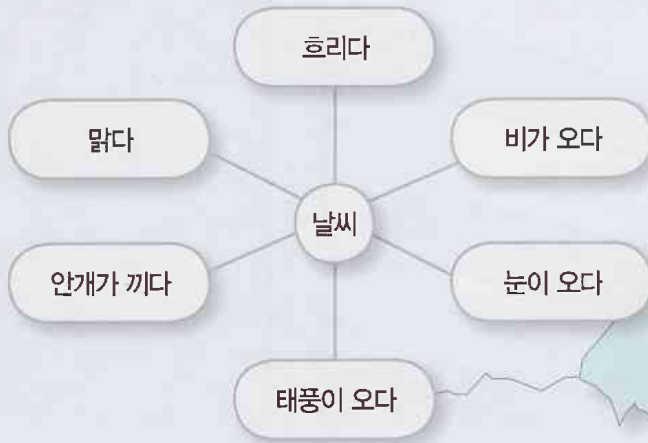 흐리다
맑다
비가 오다
날씨
안개가 끼다
눈이 오다
태풍이 오다